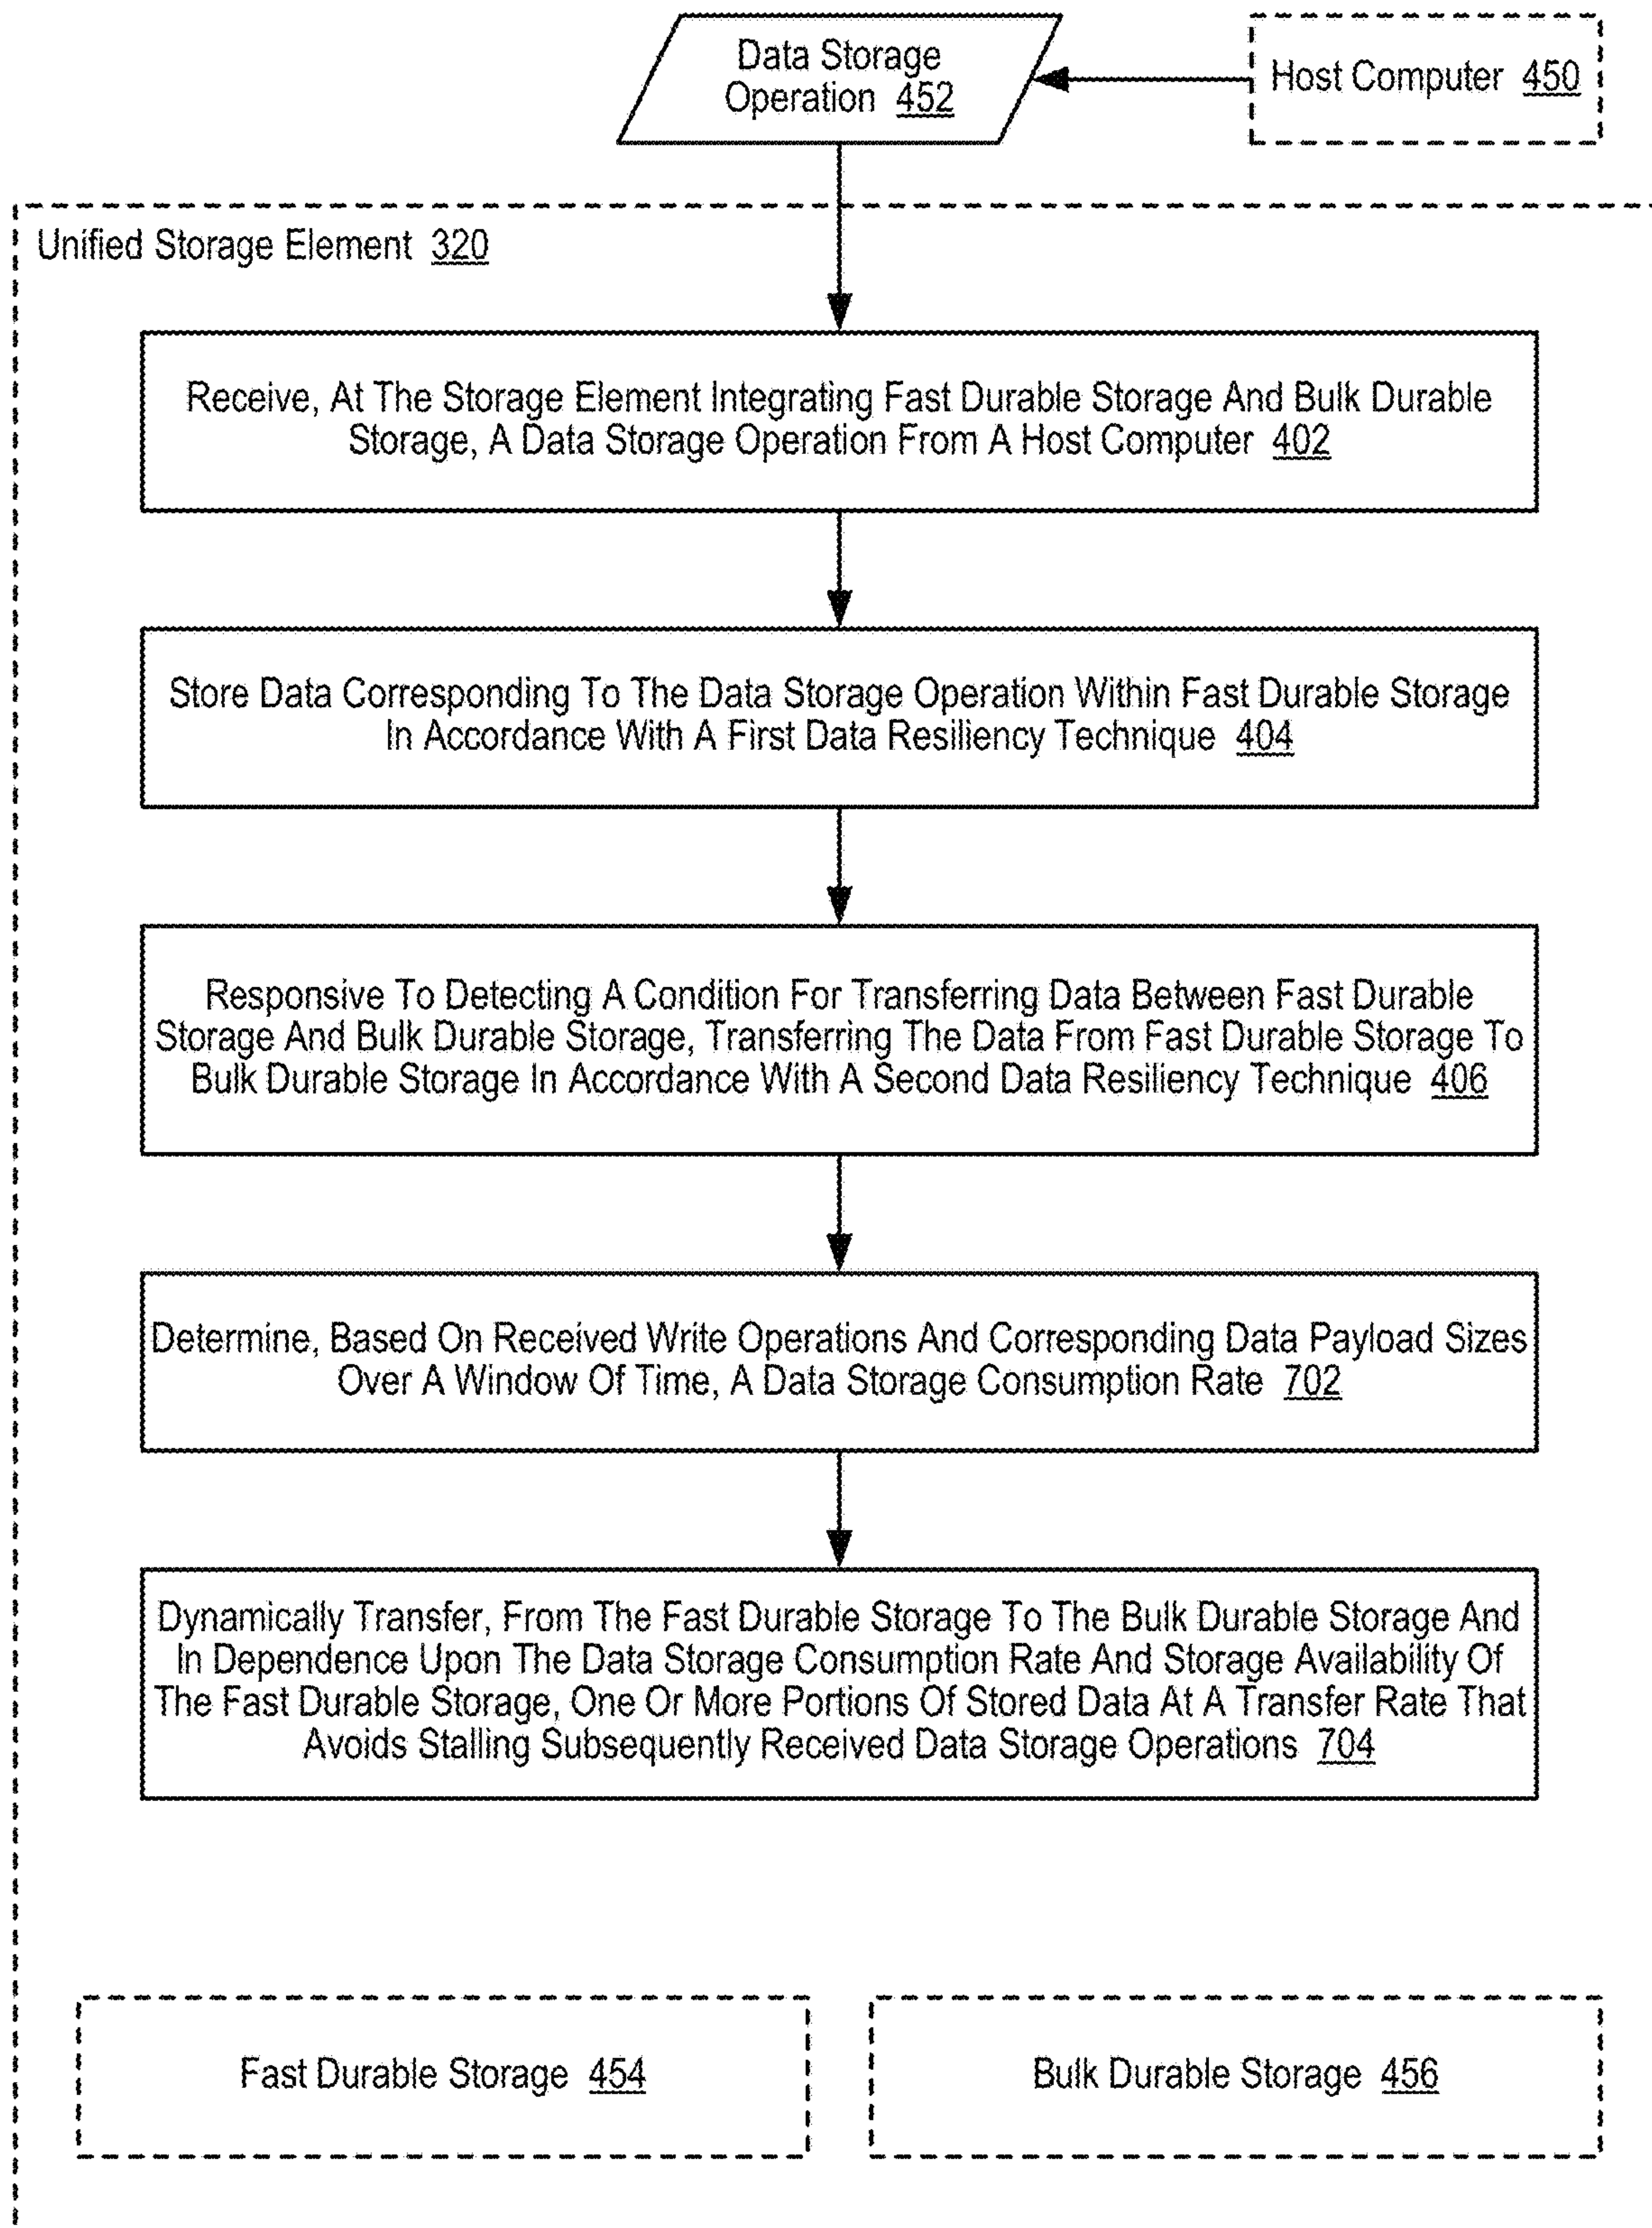 Data Storage
Operation 452
Host Computer 450
Unified Storage Element 320
Receive, At The Storage Element Integrating Fast Durable Storage And Bulk Durable
Storage, A Data Storage Operation From A Host Computer 402
Store Data Corresponding To The Data Storage Operation Within Fast Durable Storage
In Accordance With A First Data Resiliency Technique 404
Responsive To Detecting A Condition For Transferring Data Between Fast Durable
Storage And Bulk Durable Storage, Transferring The Data From Fast Durable Storage To
Bulk Durable Storage In Accordance With A Second Data Resiliency Technique 406
Determine, Based On Received Write Operations And Corresponding Data Payload Sizes
Over A Window Of Time, A Data Storage Consumption Rate 702
Dynamically Transfer, From The Fast Durable Storage To The Bulk Durable Storage And
In Dependence Upon The Data Storage Consumption Rate And Storage Availability Of
The Fast Durable Storage, One Or More Portions Of Stored Data At A Transfer Rate That
Avoids Stalling Subsequently Received Data Storage Operations 704
Fast Durable Storage 454
Bulk Durable Storage 456